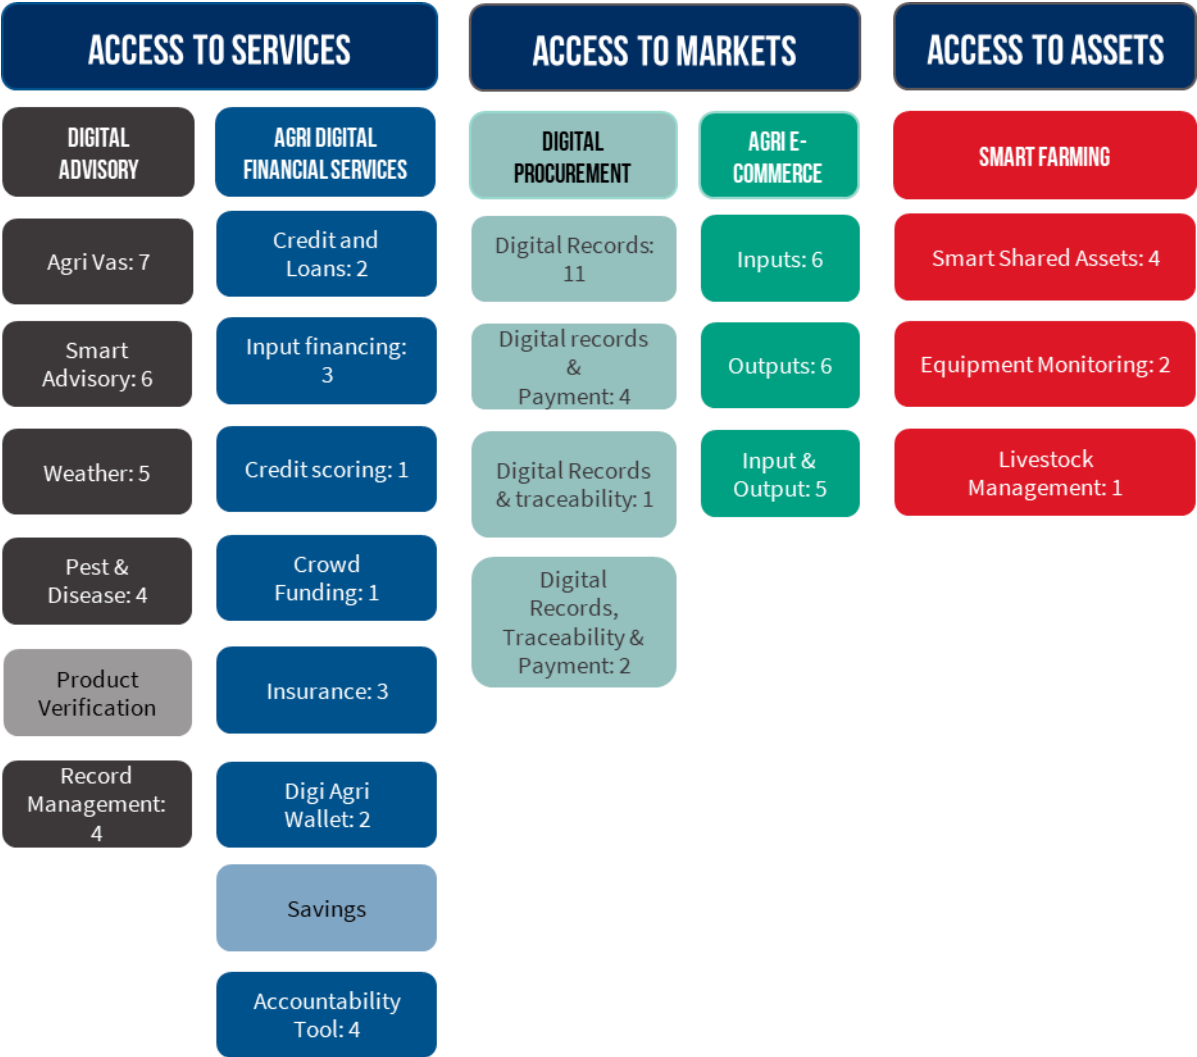 ACCESS TO SERVICES
ACCESS TO MARKETS
ACCESS TO ASSETS
DIGITAL
ADVISORY
Agri Vas: 7
Smart
Advisory: 6
Weather: 5
Pest &
Disease: 4
Product
Verification
Record
Management:
4
AGRI DIGITAL
FINANCIAL SERVICES
Credit and
Loans: 2
Input financing:
3
Credit scoring: 1
Crowd
Funding: 1
Insurance: 3
Digi Agri
Wallet: 2
Savings
Accountability
Tool: 4
DIGITAL
PROCUREMENT
Digital Records:
11
Digital records
&
Payment: 4
Digital Records
& traceability: 1
Digital
Records,
Traceability &
Payment: 2
AGRI E-
COMMERCE
Inputs: 6
Outputs: 6
Input &
Output: 5
SMART FARMING
Smart Shared Assets: 4
Equipment Monitoring: 2
Livestock
Management: 1